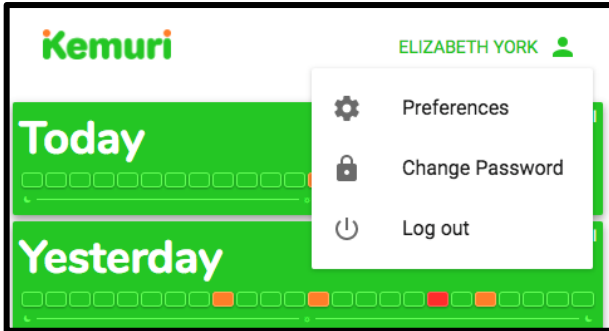 Kemuri
ELIZABETH YORK
Preferences
Today
Change Password
Log out
Yesterday